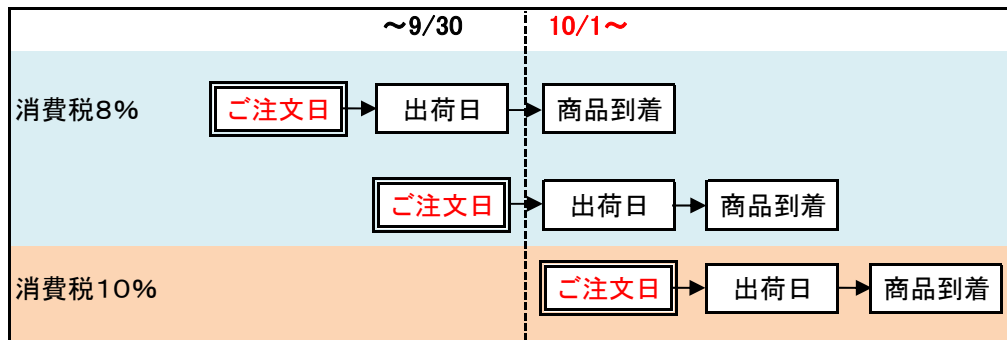 ～9/30 10/1～
消費税８％ ご注文日 出荷日 商品到着
ご注文日 出荷日 商品到着
消費税１０％ ご注文日 出荷日 商品到着